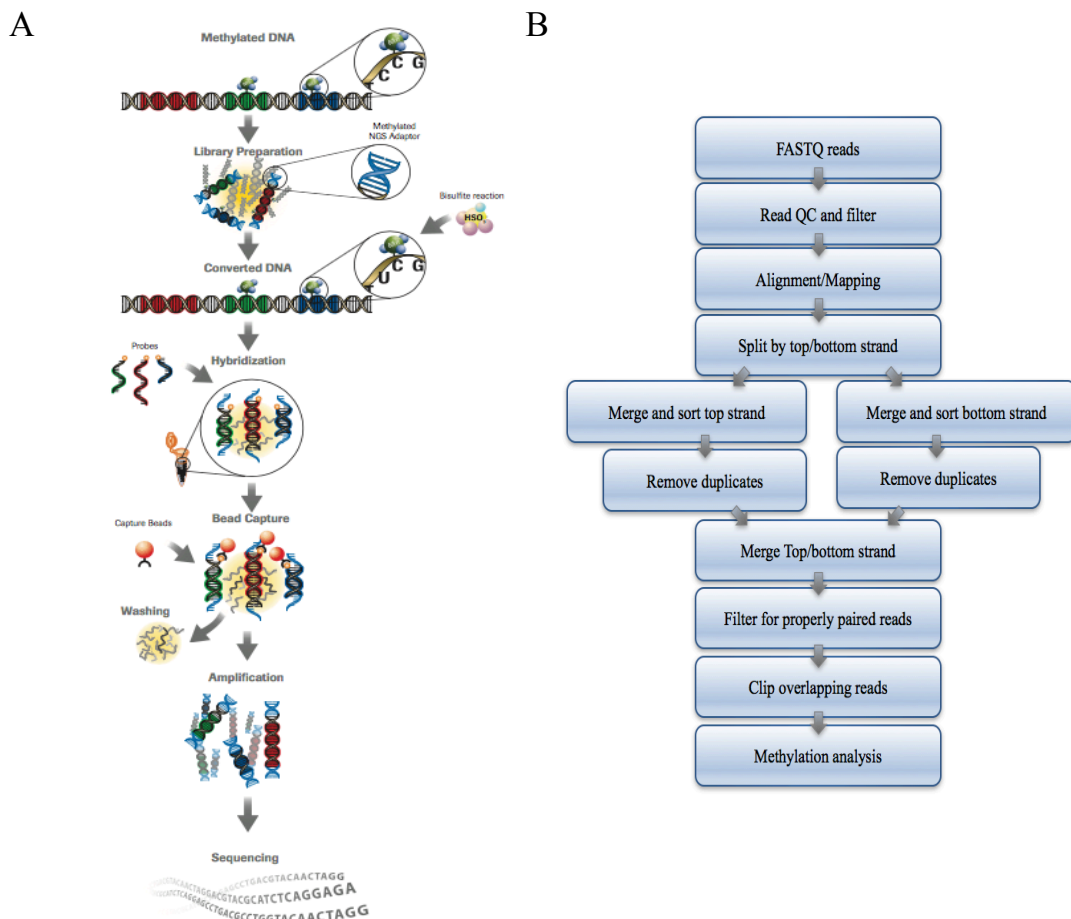 A
Methylated DNA
C
C
G
T
Library Preparation
Methylated
NGS Adaptor
Bisulfite reaction
HSO
Converted DNA
C
G
U
T
Probes
Hybridization
Capture Beads
Bead Capture
Washing
Amplification
Sequencing
B
FASTQ reads
Read QC and filter
Alignment/Mapping
Split by top/bottom strand
Merge and sort top strand
Merge and sort bottom strand
Remove duplicates
Remove duplicates
Merge Top/bottom strand
Filter for properly paired reads
Clip overlapping reads
Methylation analysis